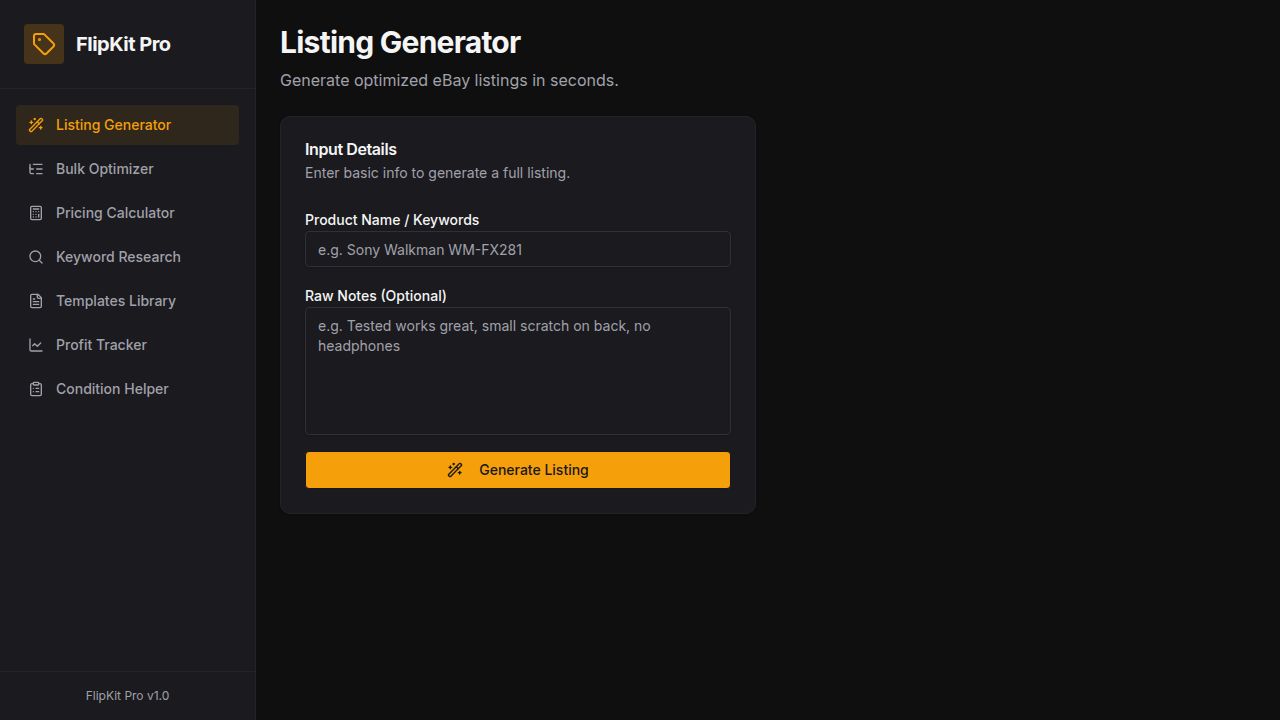 FlipKit Pro
Listing Generator
Bulk Optimizer
Pricing Calculator
Keyword Research
Templates Library
Profit Tracker
Condition Helper
FlipKit Pro v1.0
Listing Generator
Generate optimized eBay listings in seconds.
Input Details
Enter basic info to generate a full listing.
Product Name / Keywords
e.g. Sony Walkman WM-FX281
Raw Notes (Optional)
e.g. Tested works great, small scratch on back, no
headphones
Generate Listing